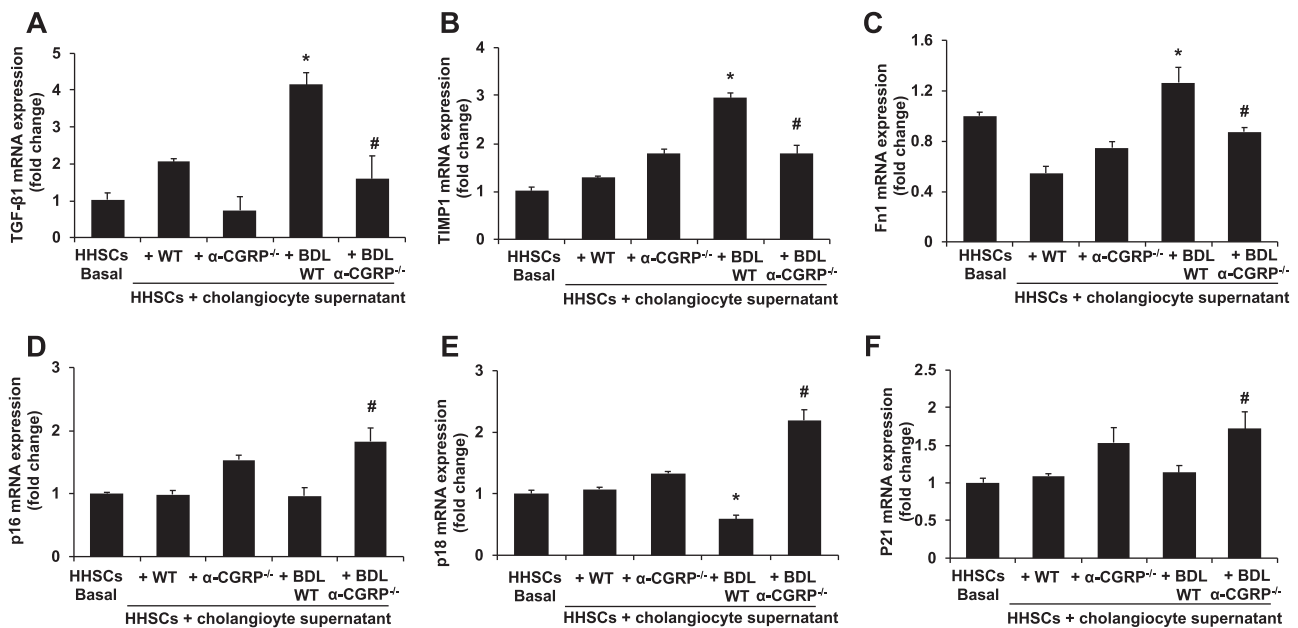 A
TGF-β1 mRNA expression
(fold change)
5
4
3
2
1
0
*
#
HHSCs
Basal
+ WT
+ α-CGRP-/-
+ BDL
WT
+ BDL
α-CGRP-/-
HHSCs + cholangiocyte supernatant
B
TIMP1 mRNA expression
(fold change)
4
3
2
1
0
*
#
HHSCs
Basal
+ WT
+ α-CGRP-/-
+ BDL
WT
+ BDL
α-CGRP-/-
HHSCs + cholangiocyte supernatant
C
Fn1 mRNA expression
(fold change)
1.6
1.2
0.8
0.4
0
*
#
HHSCs
Basal
+ WT
+ α-CGRP-/-
+ BDL
WT
+ BDL
α-CGRP-/-
HHSCs + cholangiocyte supernatant
D
p16 mRNA expression
(fold change)
3
2
1
0
#
HHSCs
Basal
+ WT
+ α-CGRP-/-
+ BDL
WT
+ BDL
α-CGRP-/-
HHSCs + cholangiocyte supernatant
E
p18 mRNA expression
(fold change)
3
2
1
0
*
#
HHSCs
Basal
+ WT
+ α-CGRP-/-
+ BDL
WT
+ BDL
α-CGRP-/-
HHSCs + cholangiocyte supernatant
F
P21 mRNA expression
(fold change)
2.5
2
1.5
1
0.5
0
#
HHSCs
Basal
+ WT
+ α-CGRP-/-
+ BDL
WT
+ BDL
α-CGRP-/-
HHSCs + cholangiocyte supernatant